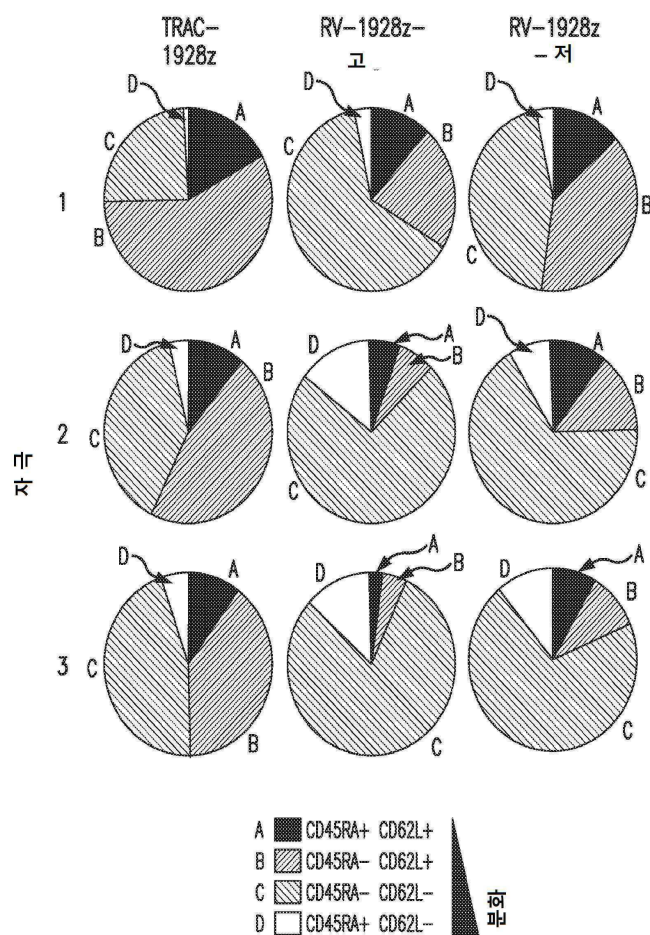 TRAC-
1928z
RV-1928z-
고
RV-1928z
-저
D A
C
B
D A
B
C
D A
B
C
1
D A
B
C
D A
B
C
D A
B
C
2
자극
D A
C
B
D A
B
C
D A
B
C
3
A CD45RA+ CD62L+
B CD45RA- CD62L+
C CD45RA- CD62L-
D CD45RA+ CD62L-
분화